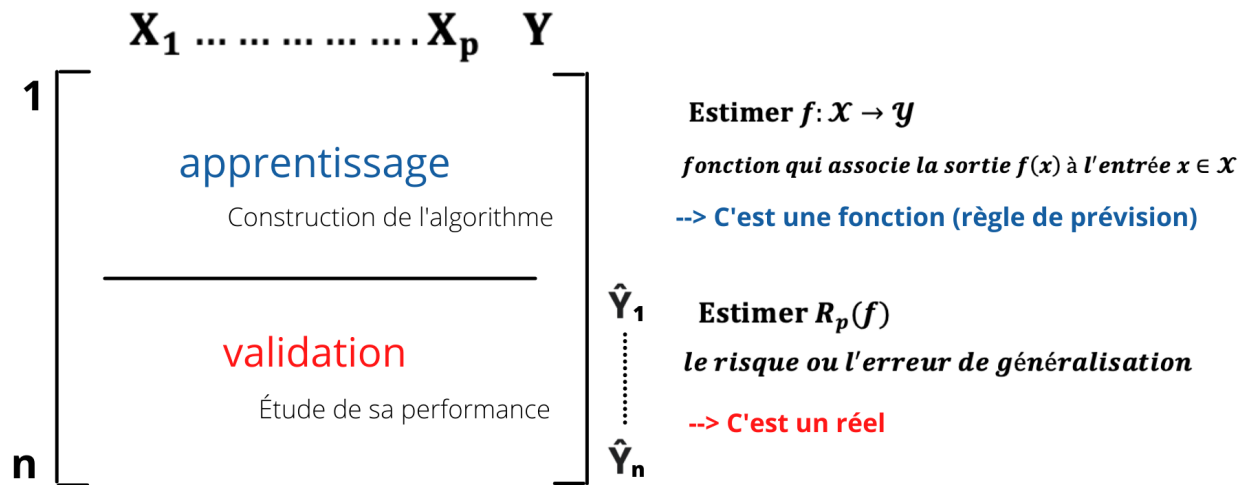 X₁ … … … … … . Xₚ Y
1
apprentissage
Construction de l'algorithme
validation
Étude de sa performance
n
Ŷ₁
Ŷₙ
Estimer f: 𝒳 → 𝒴
fonction qui associe la sortie f(x) à l'entrée x ∈ 𝒳
--> C'est une fonction (règle de prévision)
Estimer Rₚ(f)
le risque ou l'erreur de généralisation
--> C'est un réel